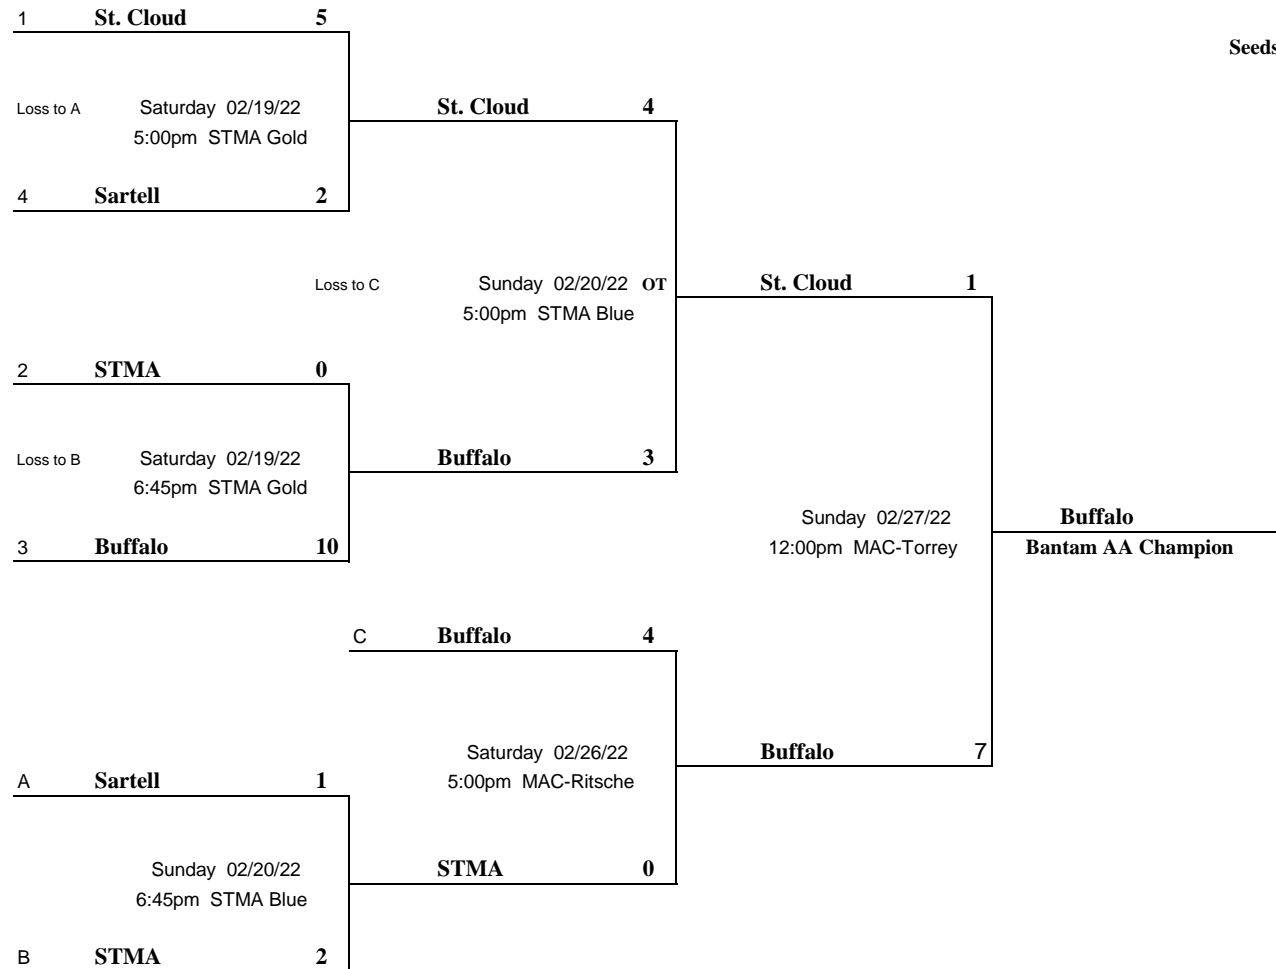 1 St. Cloud 5
Seeds
Loss to A Saturday 02/19/22 St. Cloud 4
5:00pm STMA Gold
4 Sartell 2
Loss to C Sunday 02/20/22 OT St. Cloud 1
5:00pm STMA Blue
2 STMA 0
Loss to B Saturday 02/19/22 Buffalo 3
6:45pm STMA Gold
Sunday 02/27/22 Buffalo
3 Buffalo 10 12:00pm MAC-Torrey Bantam AA Champion
C Buffalo 4
Saturday 02/26/22 Buffalo 7
A Sartell 1 5:00pm MAC-Ritsche
Sunday 02/20/22 STMA 0
6:45pm STMA Blue
B STMA 2